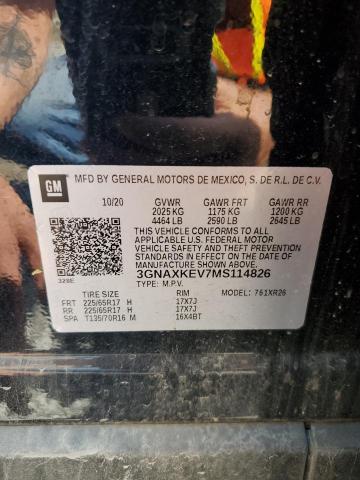 GM
MFD BY GENERAL MOTORS DE MEXICO, S. DE R.L. DE C.V.
10/20 GVWR GAWR FRT GAWR RR
2025 KG 1175 KG 1200 KG
4464 LB 2590 LB 2645 LB
THIS VEHICLE CONFORMS TO ALL
APPLICABLE U.S. FEDERAL MOTOR
VEHICLE SAFETY AND THEFT PREVENTION
STANDARDS IN EFFECT ON THE DATE OF
MANUFACTURE SHOWN ABOVE.
3GNAXKEV7MS114826
TYPE: M.P.V.
TIRE SIZE RIM MODEL: 761XR26
FRT 225/65R17 H 17X7J
RR 225/65R17 H 17X7J
SPA T135/70R16 M 16X4BT